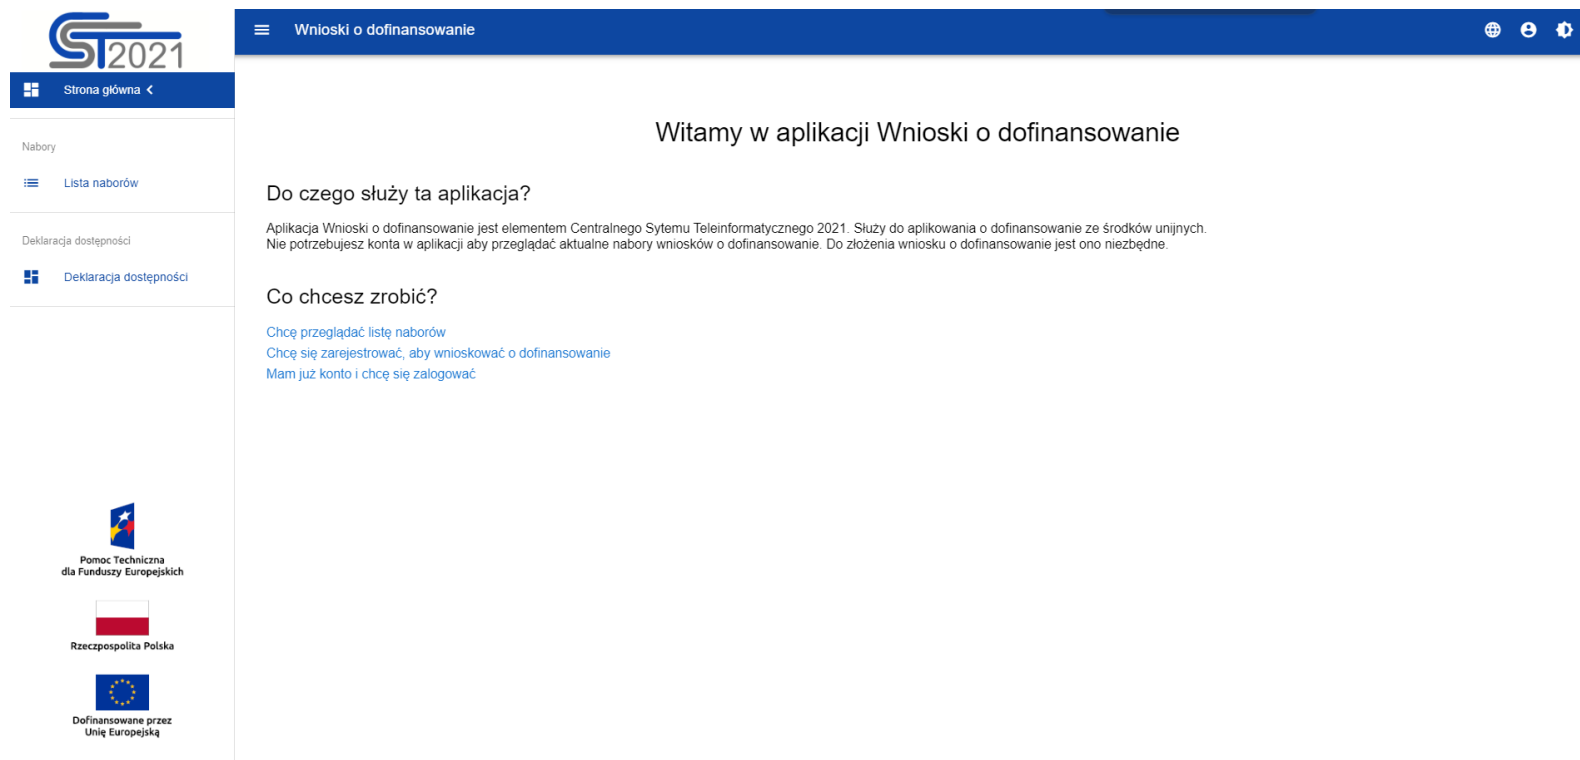 ST2021
Wnioski o dofinansowanie
Strona główna
Nabory
Lista naborów
Deklaracja dostępności
Deklaracja dostępności
Witamy w aplikacji Wnioski o dofinansowanie
Do czego służy ta aplikacja?
Aplikacja Wnioski o dofinansowanie jest elementem Centralnego Sytemu Teleinformatycznego 2021. Służy do aplikowania o dofinansowanie ze środków unijnych.
Nie potrzebujesz konta w aplikacji aby przeglądać aktualne nabory wniosków o dofinansowanie. Do złożenia wniosku o dofinansowanie jest ono niezbędne.
Co chcesz zrobić?
Chcę przeglądać listę naborów
Chcę się zarejestrować, aby wnioskować o dofinansowanie
Mam już konto i chcę się zalogować
Pomoc Techniczna
dla Funduszy Europejskich
Rzeczpospolita Polska
Dofinansowane przez
Unię Europejską